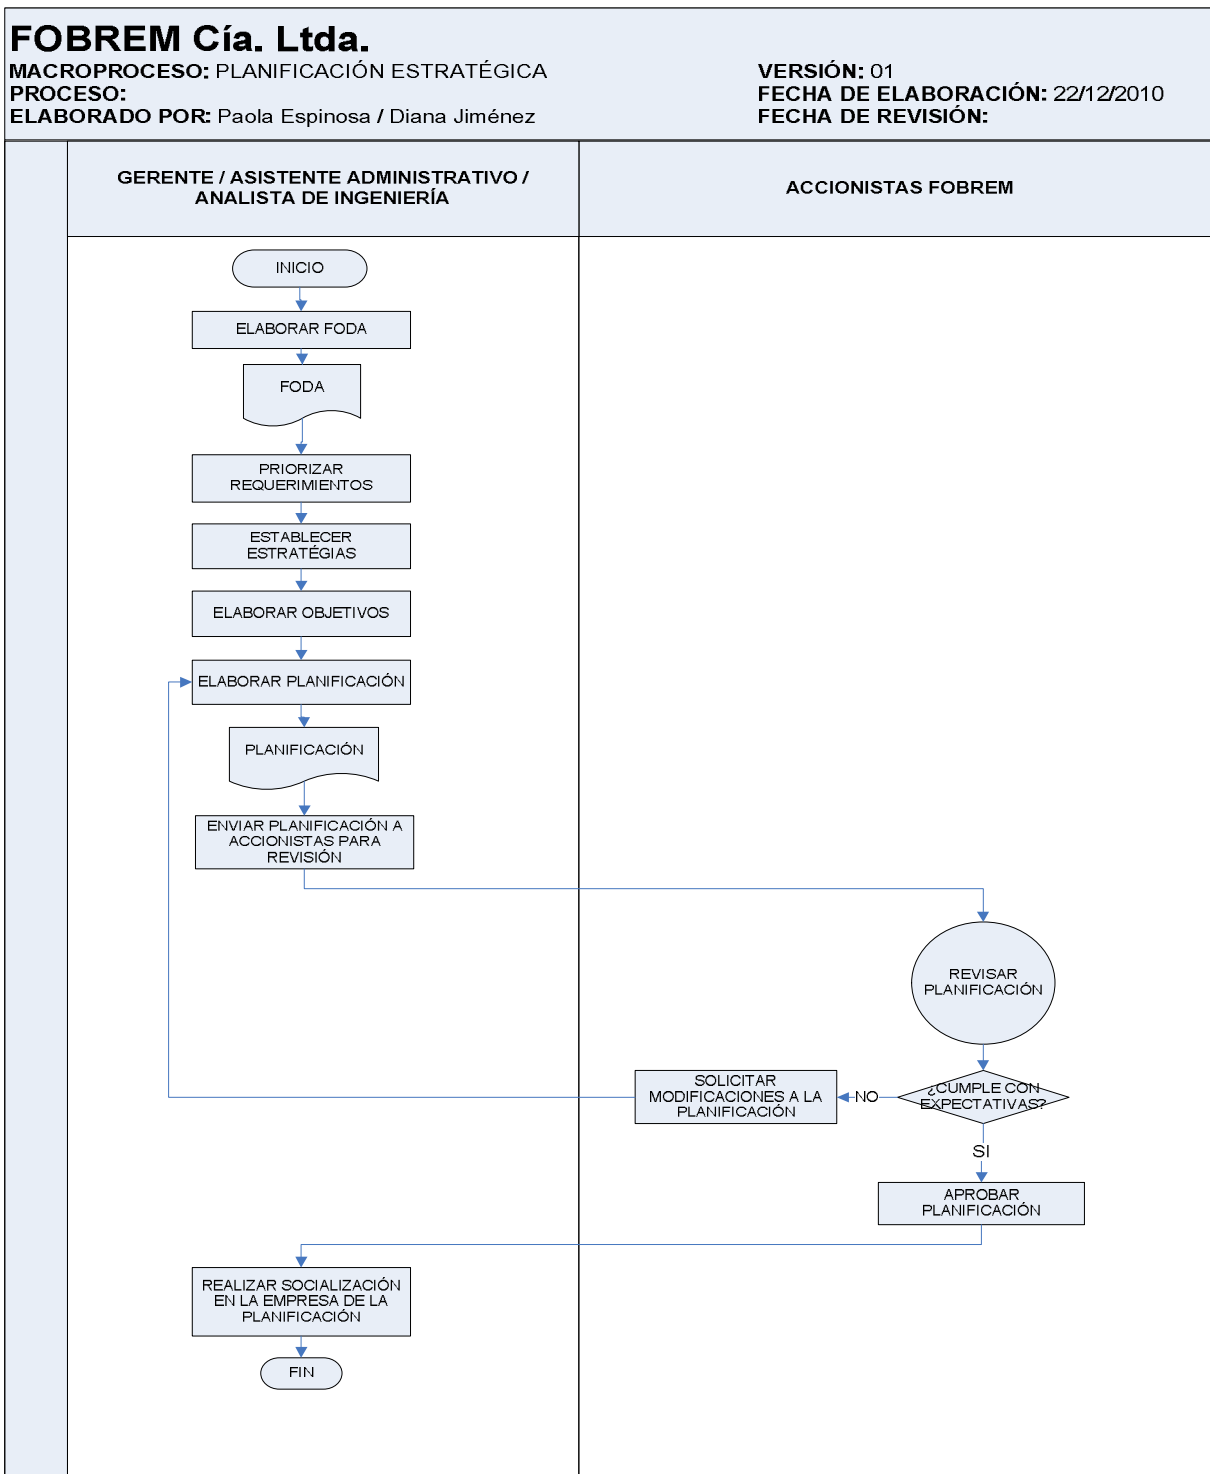 FOBREM Cía. Ltda.
MACROPROCESO: PLANIFICACIÓN ESTRATÉGICA
PROCESO:
ELABORADO POR: Paola Espinosa / Diana Jiménez
VERSIÓN: 01
FECHA DE ELABORACIÓN: 22/12/2010
FECHA DE REVISIÓN:
GERENTE / ASISTENTE ADMINISTRATIVO /
ANALISTA DE INGENIERÍA
ACCIONISTAS FOBREM
INICIO
ELABORAR FODA
FODA
PRIORIZAR
REQUERIMIENTOS
ESTABLECER
ESTRATÉGIAS
ELABORAR OBJETIVOS
ELABORAR PLANIFICACIÓN
PLANIFICACIÓN
ENVIAR PLANIFICACIÓN A
ACCIONISTAS PARA
REVISIÓN
REVISAR
PLANIFICACIÓN
¿CUMPLE CON
EXPECTATIVAS?
NO
SOLICITAR
MODIFICACIONES A LA
PLANIFICACIÓN
SI
APROBAR
PLANIFICACIÓN
REALIZAR SOCIALIZACIÓN
EN LA EMPRESA DE LA
PLANIFICACIÓN
FIN